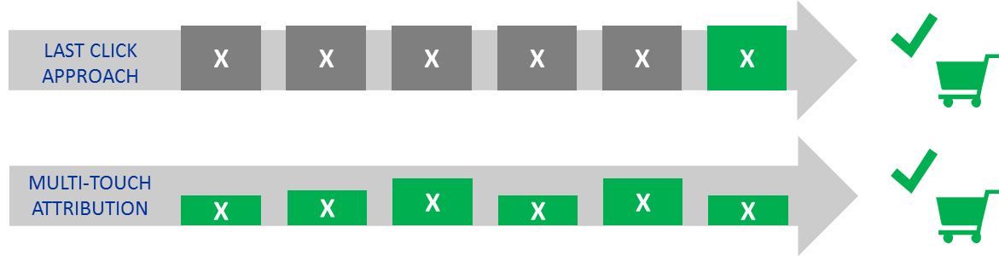 LAST CLICK
APPROACH
X X X X X X
MULTI-TOUCH
ATTRIBUTION
X X X X X X